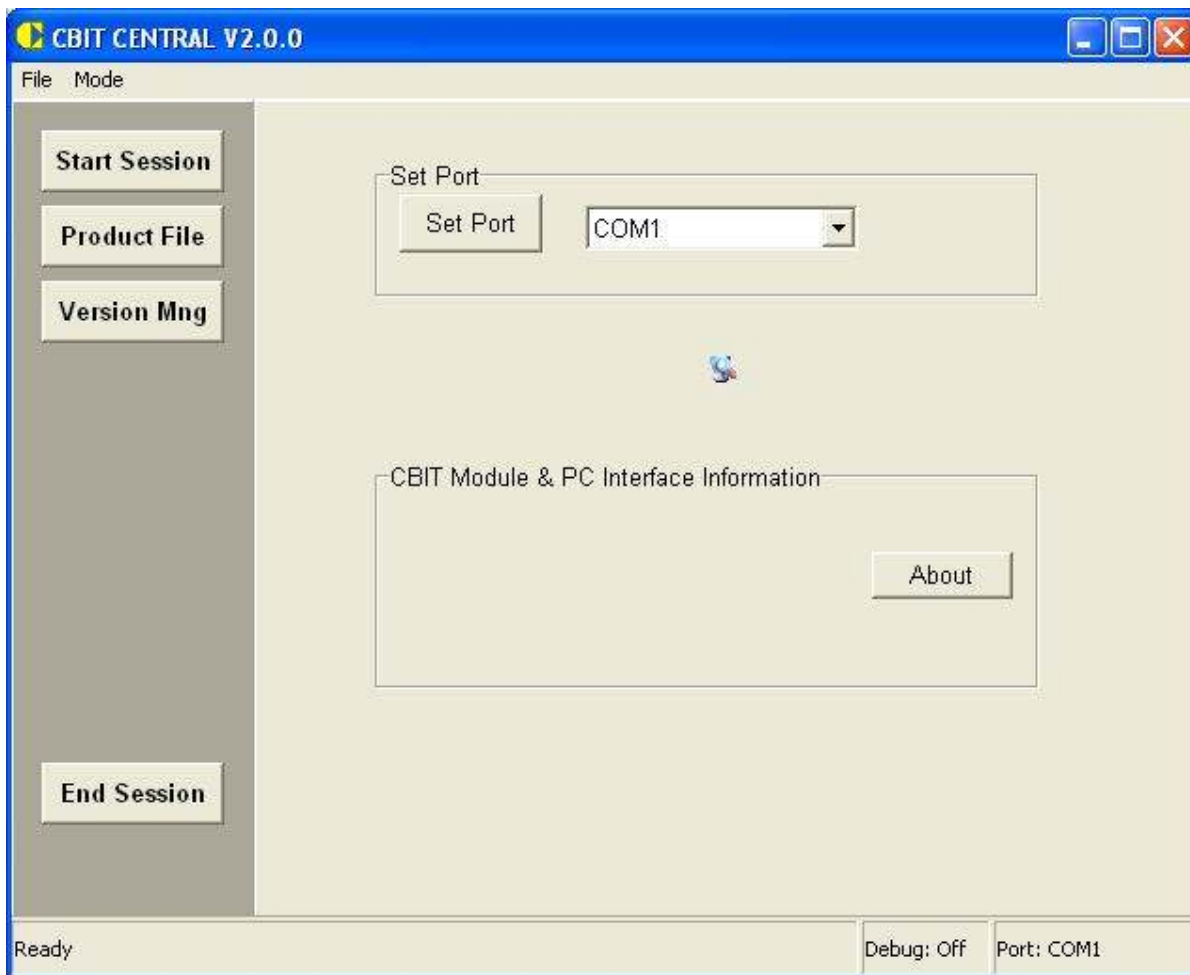 CBIT CENTRAL V2.0.0
File Mode
Start Session
Product File
Version Mng
End Session
Set Port
Set Port
COM1
CBIT Module & PC Interface Information
About
Ready
Debug: Off
Port: COM1